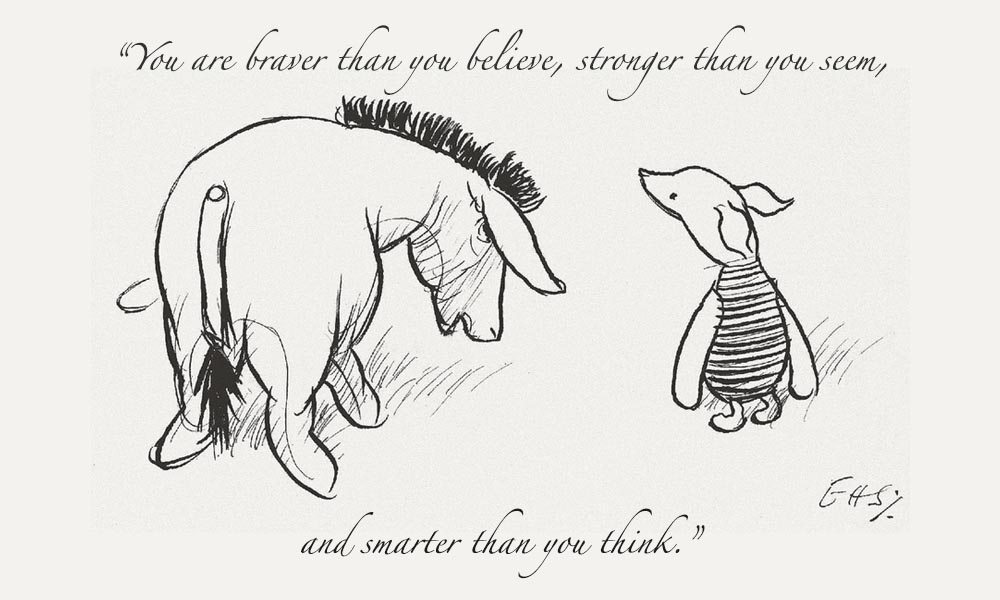 “You are braver than you believe, stronger than you seem,
EHS
and smarter than you think.”